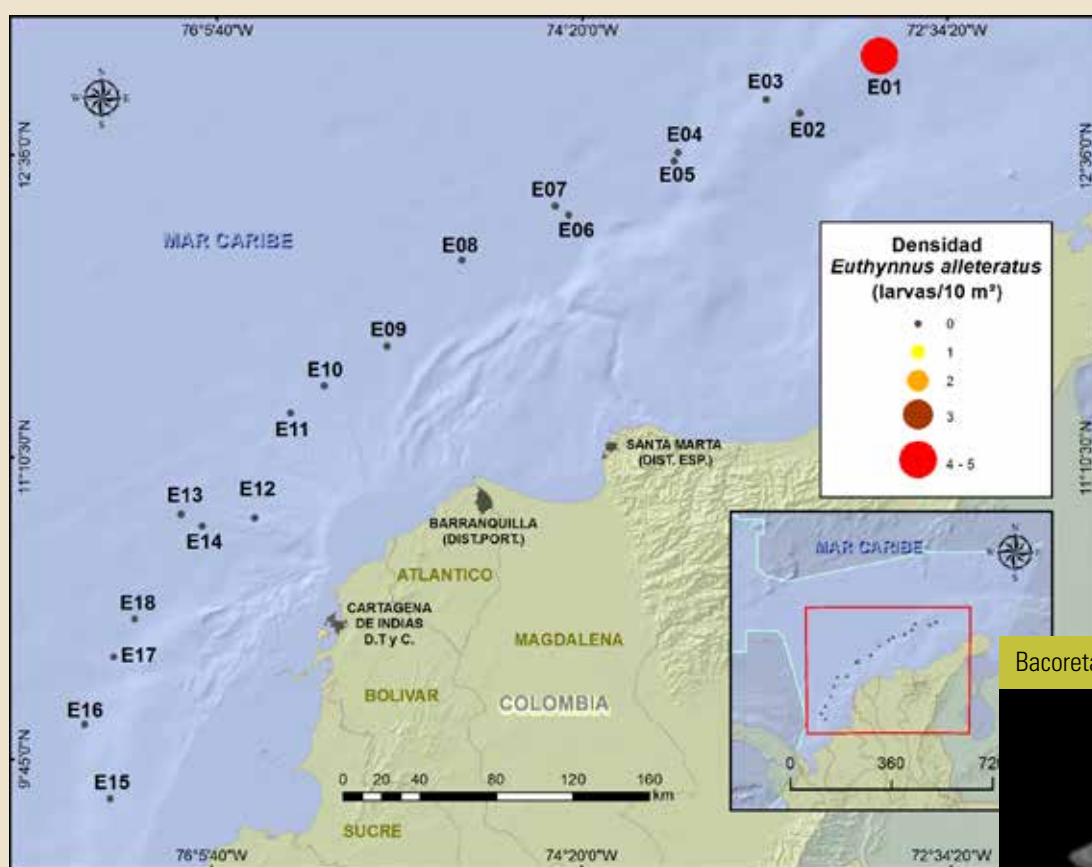 76°5'40"W
74°20'0"W
72°34'20"W
N
W
E
S
E01
E03
E02
12°36'0"N
12°36'0"N
E04
E05
E07
E06
MAR CARIBE
E08
Densidad
Euthynnus alleteratus
(larvas/10 m²)
0
1
2
3
4 - 5
E09
E10
E11
11°10'30"N
11°10'30"N
SANTA MARTA
(DIST. ESP.)
E13
E12
E14
BARRANQUILLA
(DIST.PORT.)
MAR CARIBE
N
E
S
ATLANTICO
E18
CARTAGENA
DE INDIAS
D.T y C.
MAGDALENA
E17
Bacoreta
BOLIVAR
COLOMBIA
E16
9°45'0"N
0 20 40 80 120 160
km
0 360 720
E15
SUCRE
76°5'40"W
74°20'0"W
72°34'20"W